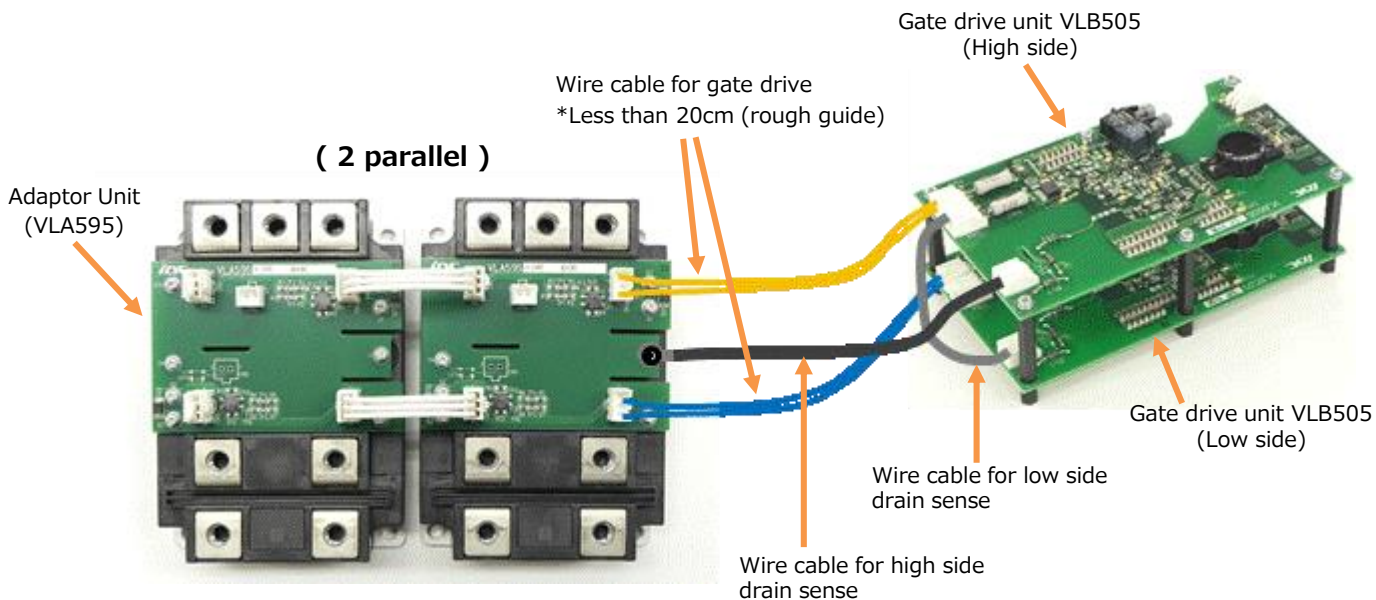 Gate drive unit VLB505
(High side)
Wire cable for gate drive
*Less than 20cm (rough guide)
( 2 parallel )
Adaptor Unit
(VLA595)
VLA595
VLA595
Gate drive unit VLB505
(Low side)
Wire cable for low side
drain sense
Wire cable for high side
drain sense